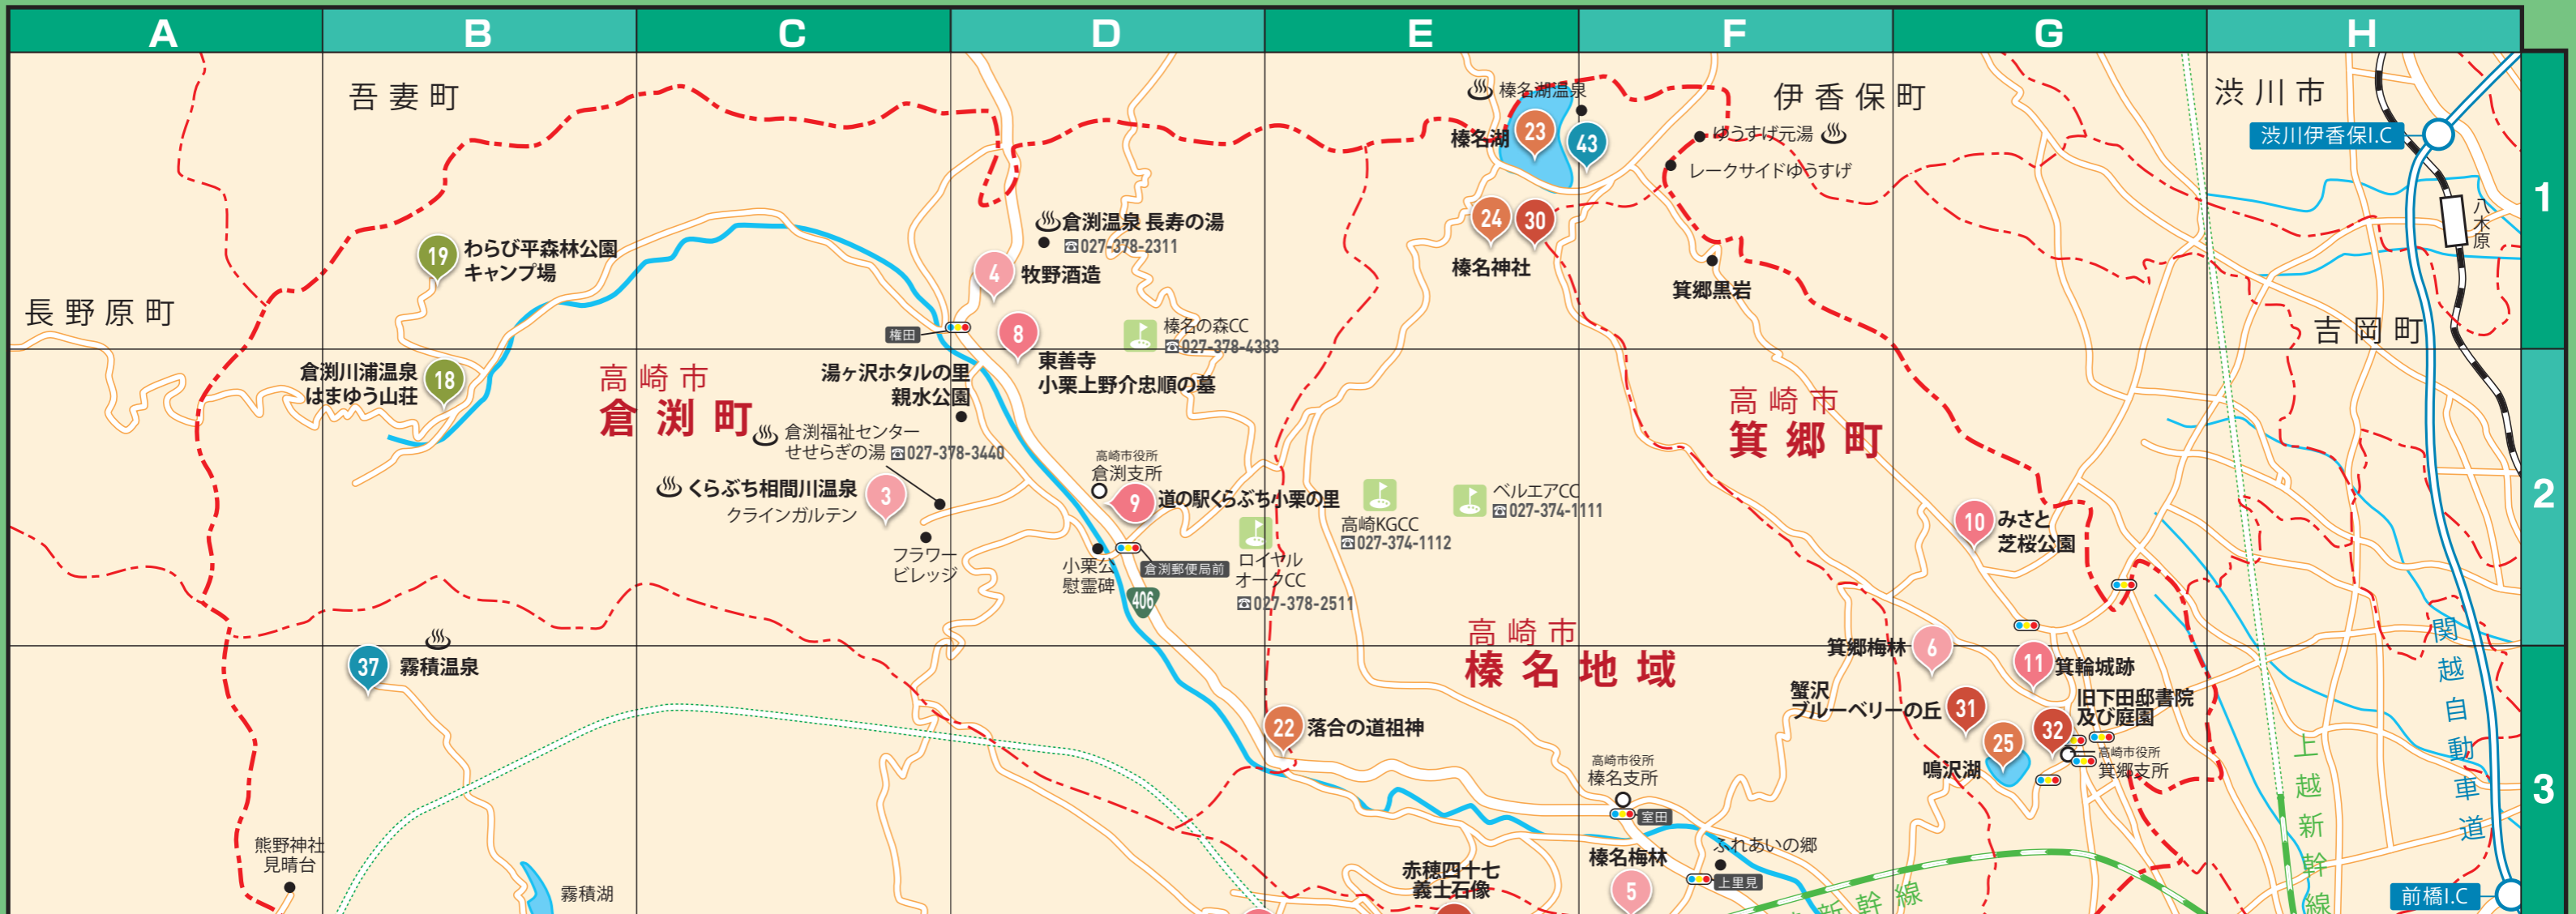 A
B
C
D
E
F
G
H
1
2
3
吾妻町
長野原町
伊香保町
渋川市
渋川伊香保I.C
八木原
吉岡町
榛名湖温泉
榛名湖
23
43
ゆうすげ元湯
レークサイドゆうすげ
24
30
榛名神社
箕郷黒岩
19
わらび平森林公園
キャンプ場
倉渕温泉 長寿の湯
☎027-378-2311
4
牧野酒造
権田
8
東善寺
小栗上野介忠順の墓
榛名の森CC
☎027-378-4333
倉渕川浦温泉
はまゆう山荘
18
高崎市
倉渕町
湯ヶ沢ホタルの里
親水公園
倉渕福祉センター
せせらぎの湯 ☎027-378-3440
くらぶち相間川温泉
クラインガルテン
3
フラワー
ビレッジ
高崎市役所
倉渕支所
9
道の駅くらぶち小栗の里
小栗公
慰霊碑
倉渕郵便局前
406
ロイヤル
オークCC
☎027-378-2511
高崎KGCC
☎027-374-1112
ベルエアCC
☎027-374-1111
高崎市
箕郷町
10
みさと
芝桜公園
高崎市
榛名地域
37
霧積温泉
22
落合の道祖神
箕郷梅林
6
11
箕輪城跡
蟹沢
ブルーベリーの丘
31
旧下田邸書院
及び庭園
32
25
鳴沢湖
高崎市役所
箕郷支所
高崎市役所
榛名支所
室田
榛名梅林
5
ふれあいの郷
上里見
赤穂四十七
義士石像
熊野神社
見晴台
霧積湖
新幹線
上越新幹線
関越自動車道
前橋I.C